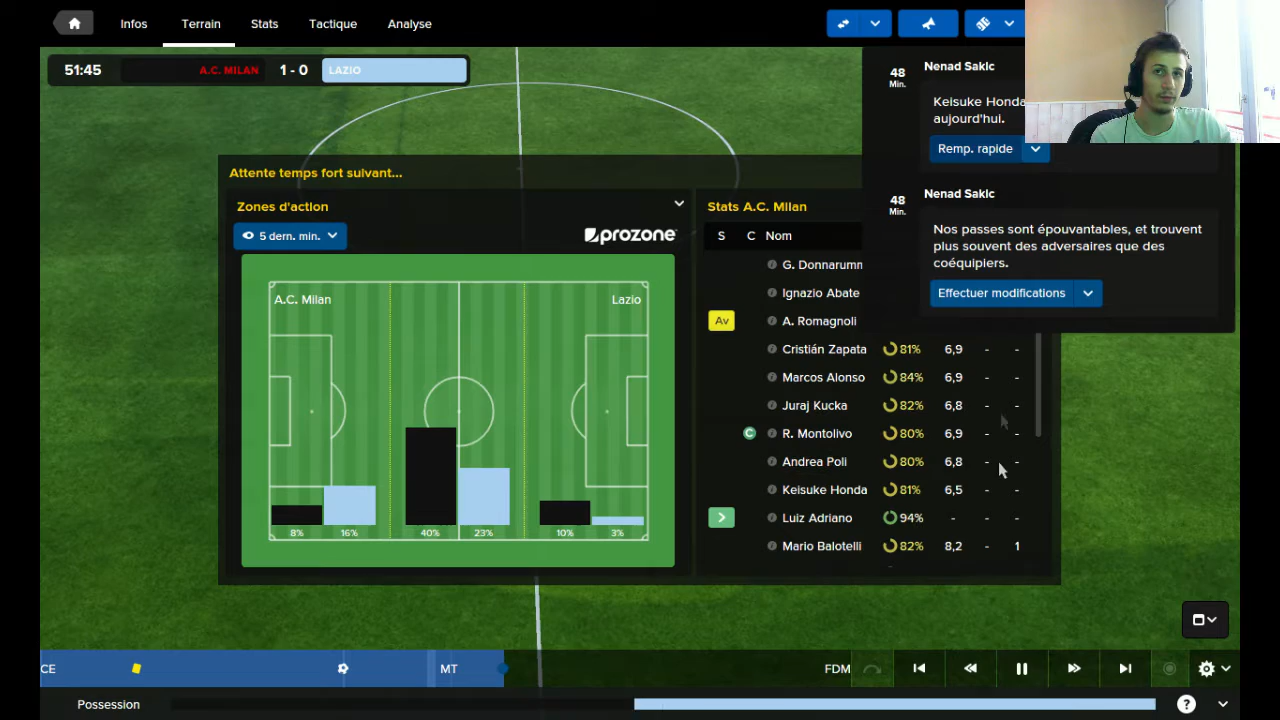 Infos
Terrain
Stats
Tactique
Analyse
51:45
A.C. MILAN
1 - 0
LAZIO
48
Min.
Nenad Sakic
Keisuke Honda
aujourd'hui.
Remp. rapide
48
Min.
Nenad Sakic
Nos passes sont épouvantables, et trouvent
plus souvent des adversaires que des
coéquipiers.
Effectuer modifications
Attente temps fort suivant...
Zones d'action
5 dern. min.
prozone
A.C. Milan
Lazio
8%
16%
40%
23%
10%
3%
Stats A.C. Milan
S C Nom
G. Donnarumm
Ignazio Abate
Av A. Romagnoli
Cristián Zapata 81% 6,9 - -
Marcos Alonso 84% 6,9 - -
Juraj Kucka 82% 6,8 - -
C R. Montolivo 80% 6,9 - -
Andrea Poli 80% 6,8 - -
Keisuke Honda 81% 6,5 - -
Luiz Adriano 94% - - -
Mario Balotelli 82% 8,2 - 1
CE
MT
FDM
Possession
?